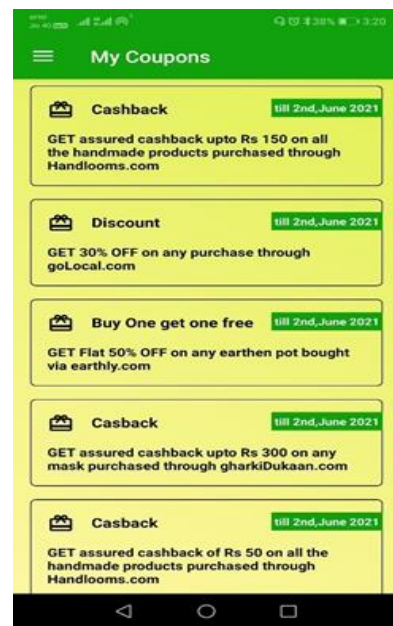 38% 3:20
My Coupons
Cashback till 2nd,June 2021
GET assured cashback upto Rs 150 on all
the handmade products purchased through
Handlooms.com
Discount till 2nd,June 2021
GET 30% OFF on any purchase through
goLocal.com
Buy One get one free till 2nd,June 2021
GET Flat 50% OFF on any earthen pot bought
via earthly.com
Casback till 2nd,June 2021
GET assured cashback upto Rs 300 on any
mask purchased through gharkiDukaan.com
Casback till 2nd,June 2021
GET assured cashback of Rs 50 on all the
handmade products purchased through
Handlooms.com